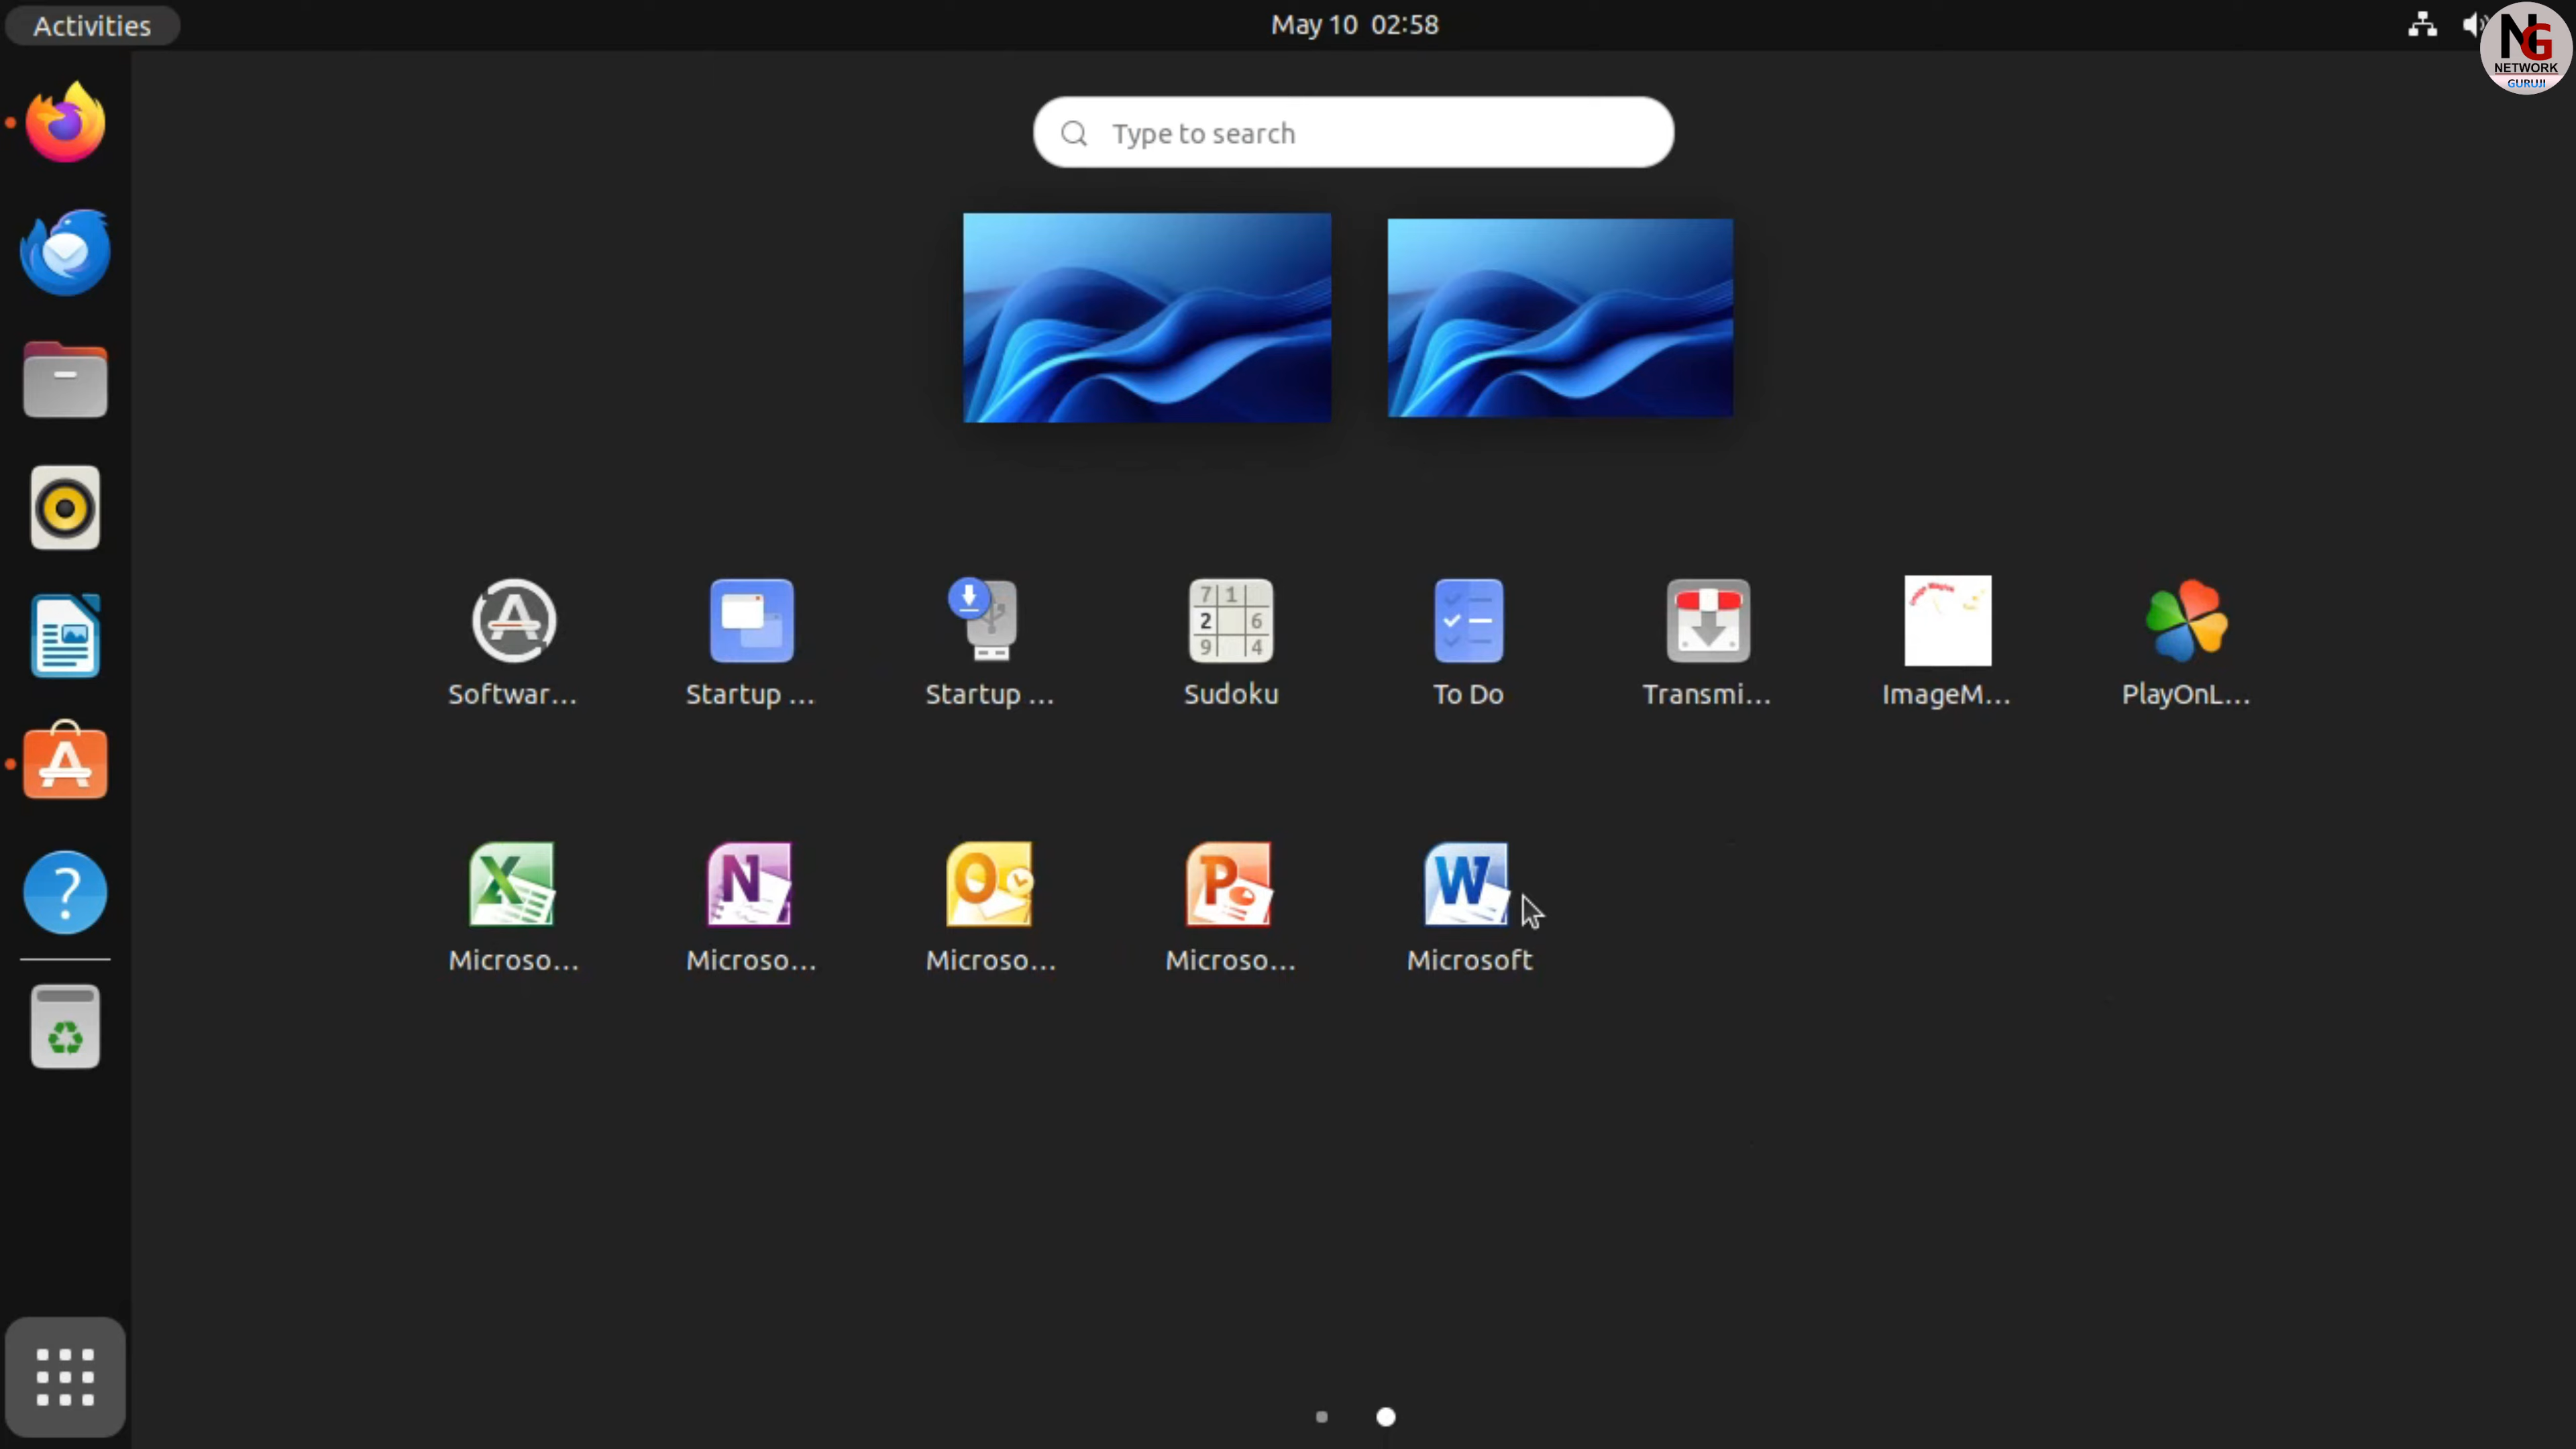 Activities
May 10 02:58
NG
NETWORK
GURUJI
Type to search
Softwar...
Startup ...
Startup ...
Sudoku
To Do
Transmi...
ImageM...
PlayOnL...
Microso...
Microso...
Microso...
Microso...
Microsoft